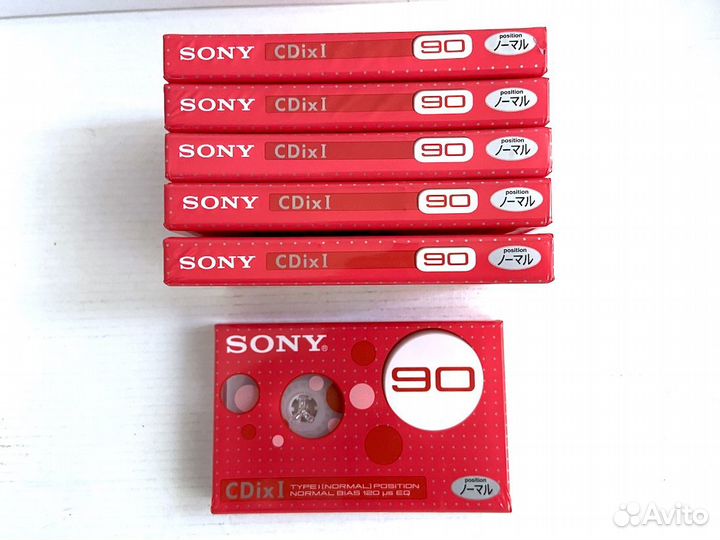 SONY CDixI 90 position ノーマル
SONY CDixI 90 position ノーマル
SONY CDixI 90 position ノーマル
SONY CDixI 90 position ノーマル
SONY CDixI 90 position ノーマル
SONY®
90
CDixI TYPE I [NORMAL] POSITION
NORMAL BIAS 120 µs EQ
position
ノーマル
Avito